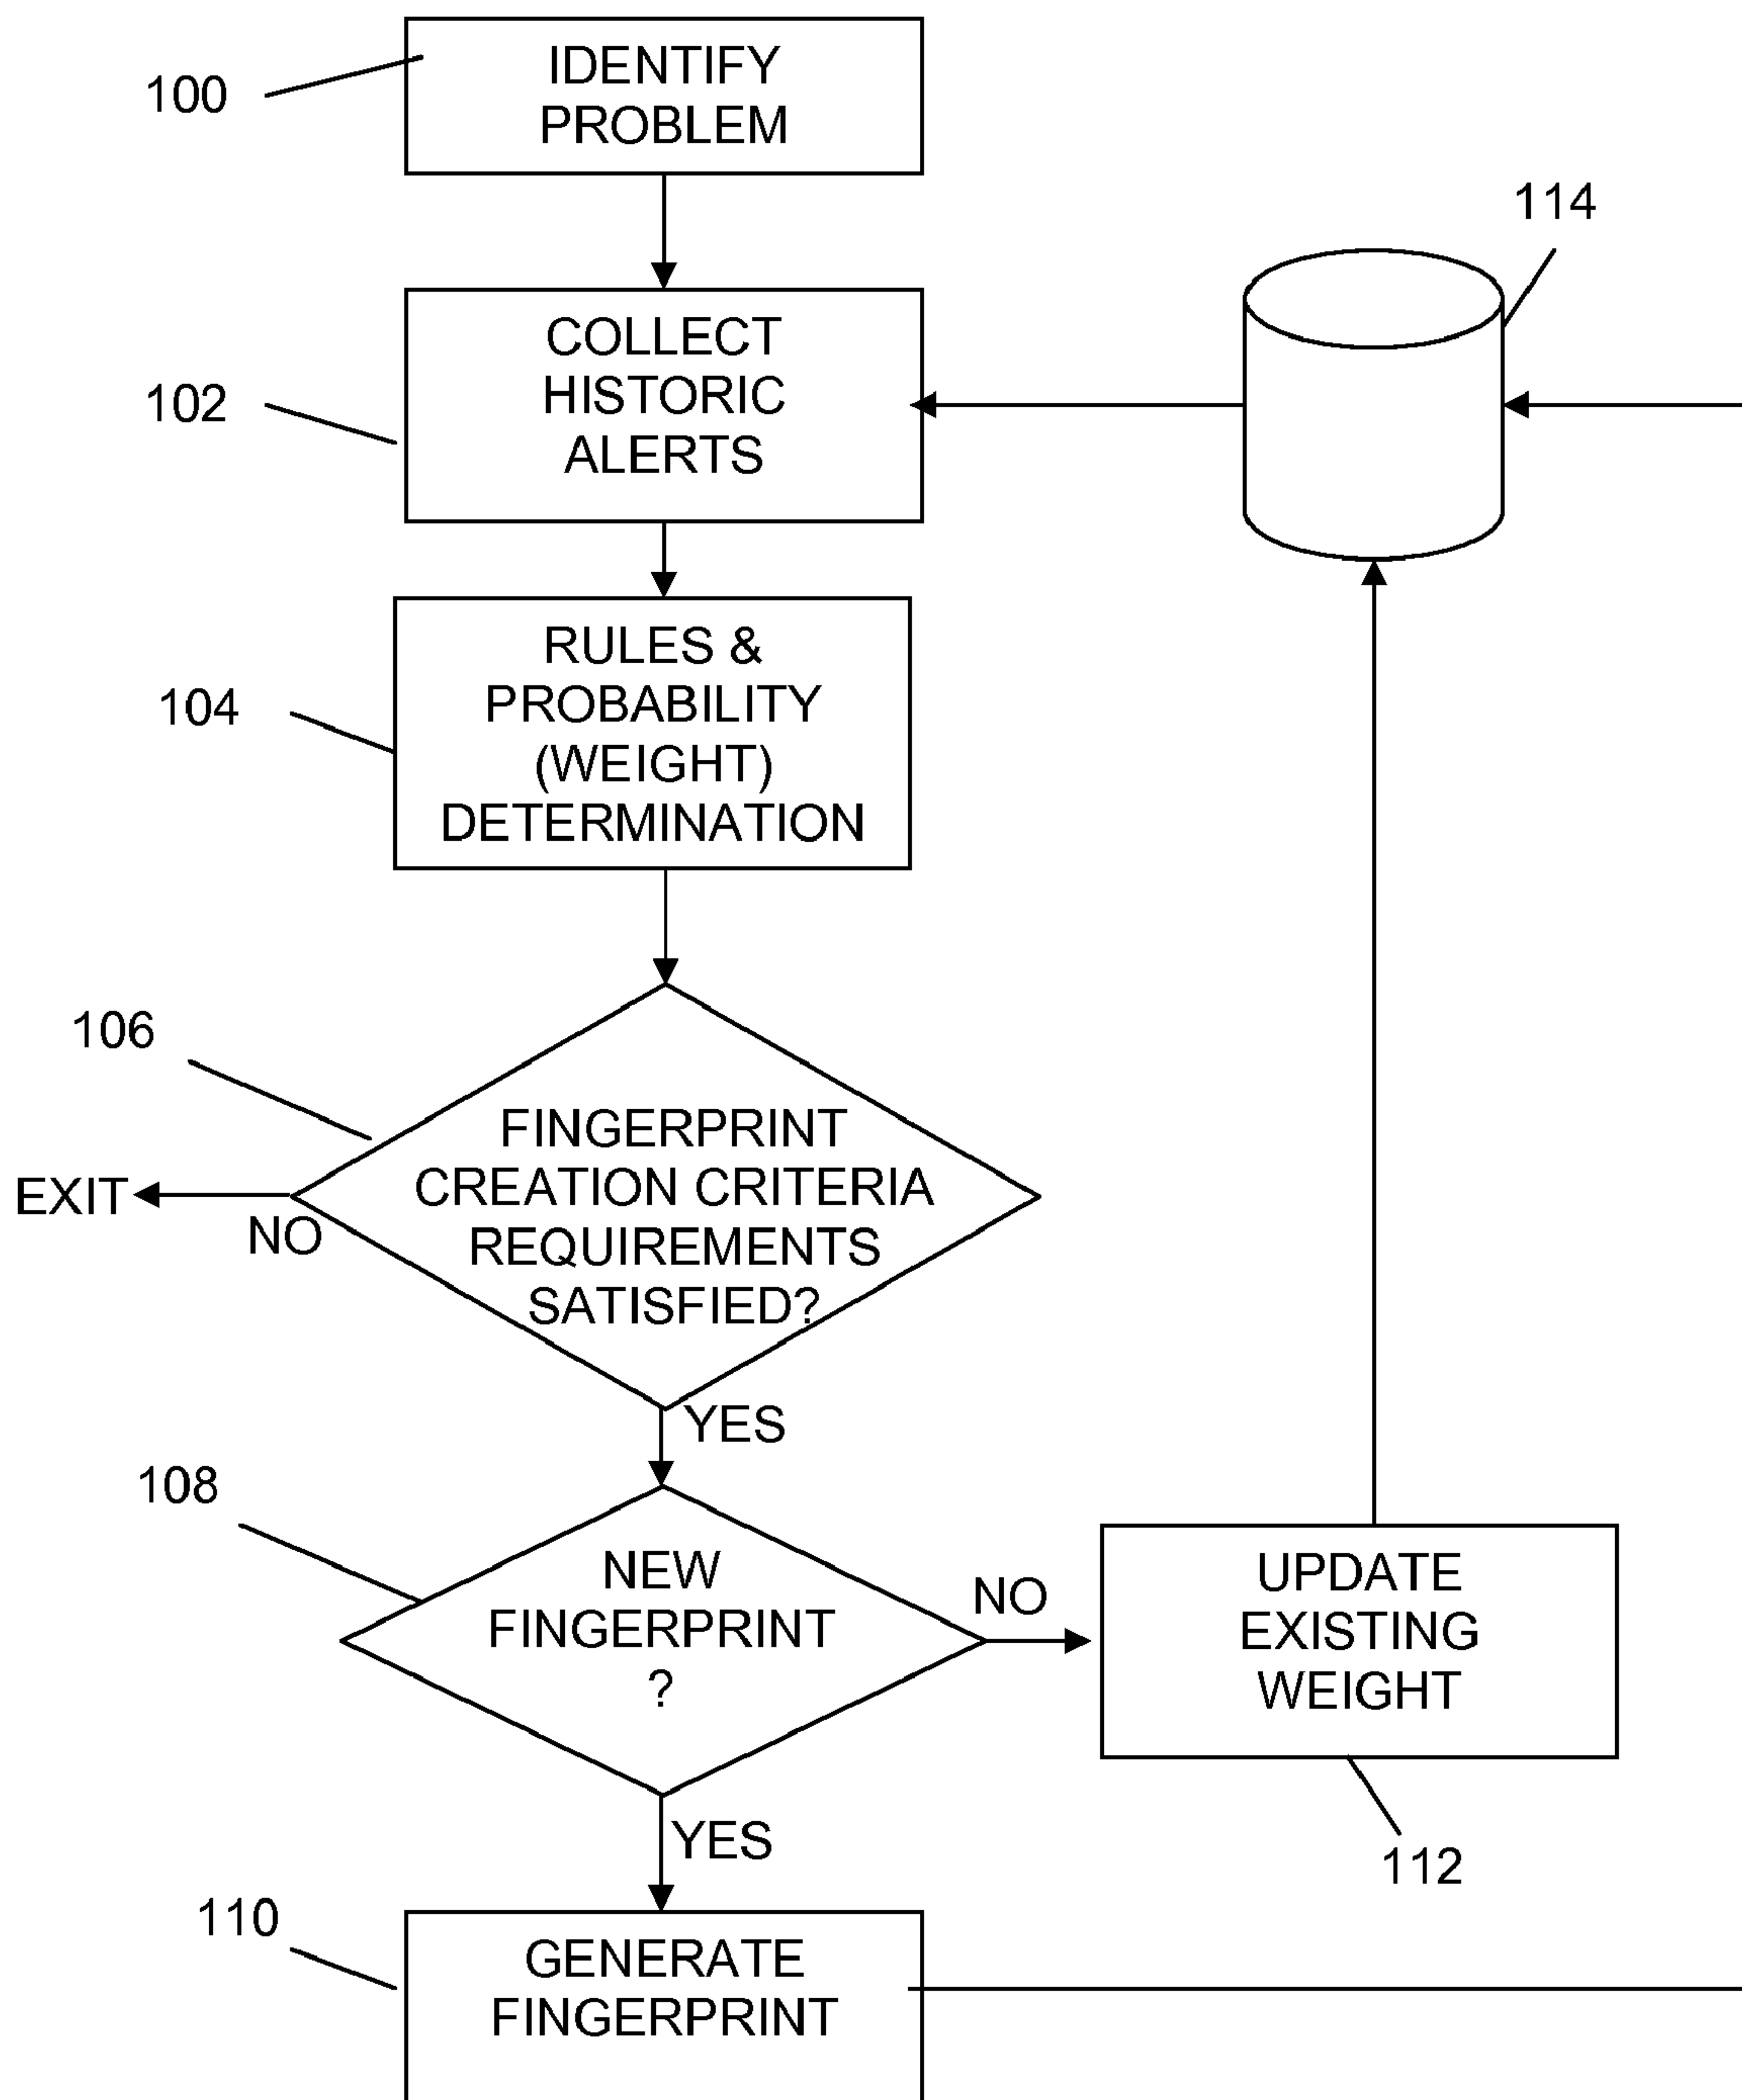 100
IDENTIFY
PROBLEM
114
102
COLLECT
HISTORIC
ALERTS
104
RULES &
PROBABILITY
(WEIGHT)
DETERMINATION
106
FINGERPRINT
CREATION CRITERIA
REQUIREMENTS
SATISFIED?
EXIT
NO
YES
108
NEW
FINGERPRINT
?
NO
UPDATE
EXISTING
WEIGHT
112
YES
110
GENERATE
FINGERPRINT